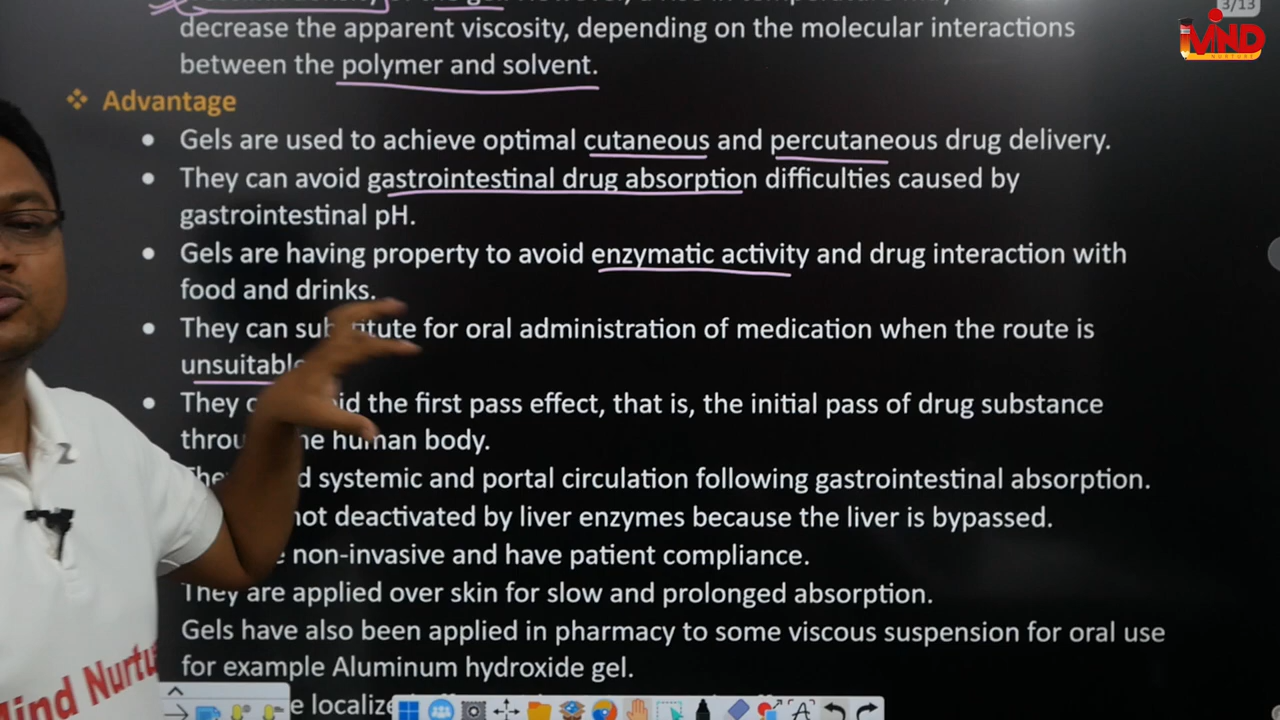 3/13
MIND
NURTURE
decrease the apparent viscosity, depending on the molecular interactions
between the polymer and solvent.
❖ Advantage
• Gels are used to achieve optimal cutaneous and percutaneous drug delivery.
• They can avoid gastrointestinal drug absorption difficulties caused by
gastrointestinal pH.
• Gels are having property to avoid enzymatic activity and drug interaction with
food and drinks.
• They can substitute for oral administration of medication when the route is
unsuitable
• They the first pass effect, that is, the initial pass of drug substance
human body.
systemic and portal circulation following gastrointestinal absorption.
not deactivated by liver enzymes because the liver is bypassed.
non-invasive and have patient compliance.
They are applied over skin for slow and prolonged absorption.
Gels have also been applied in pharmacy to some viscous suspension for oral use
for example Aluminum hydroxide gel.
Mind Nurtu